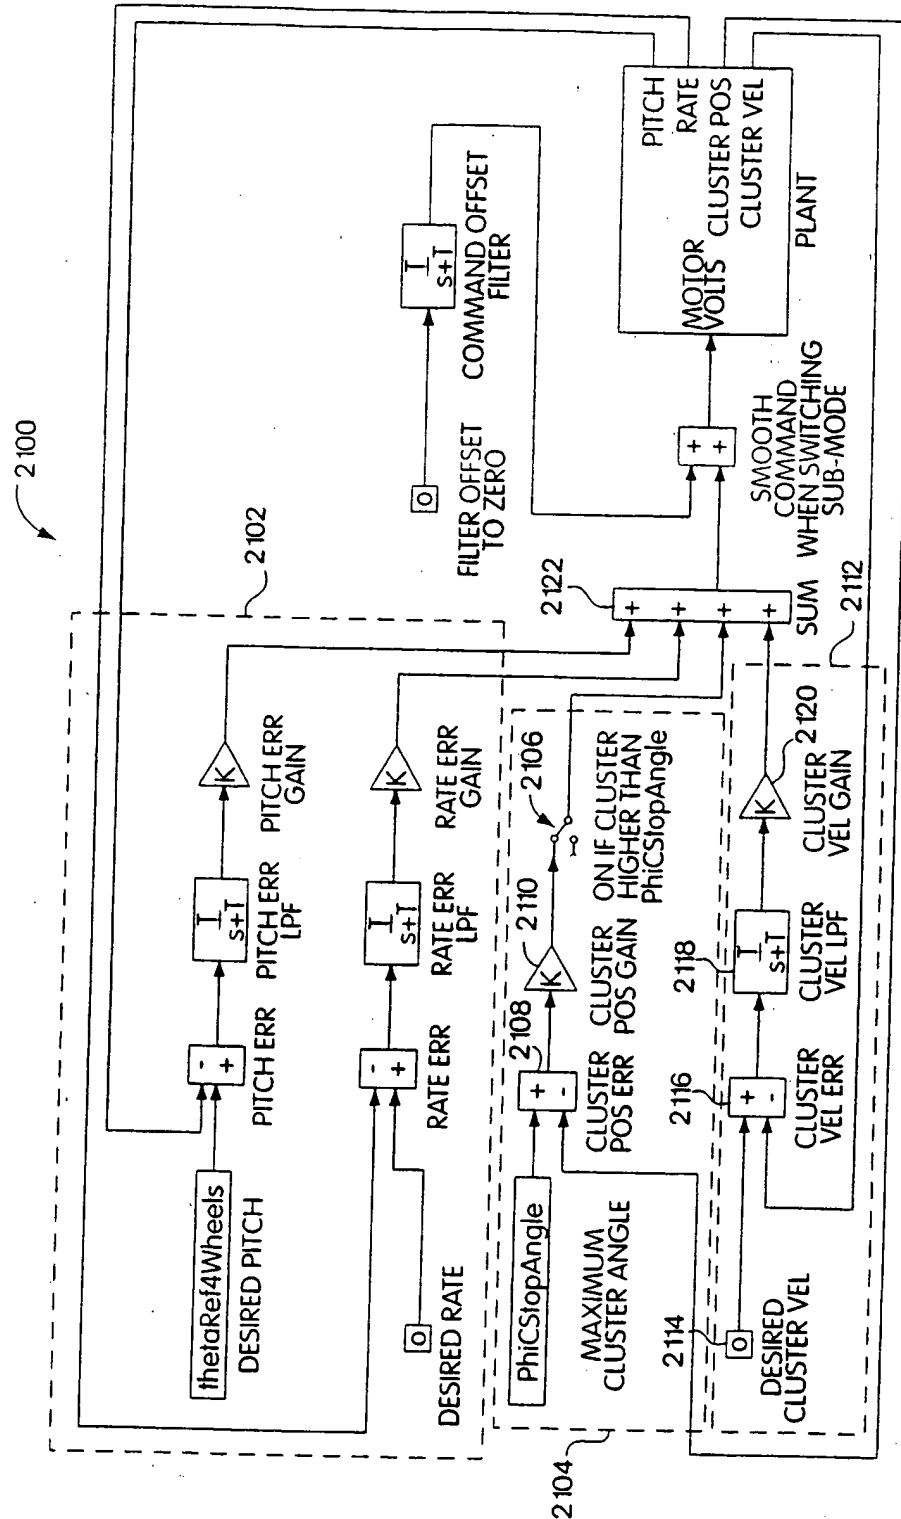 2100
2102
thetaRef4Wheels
DESIRED PITCH
-
+
PITCH ERR
T
s+T
PITCH ERR
LPF
K
PITCH ERR
GAIN
O
DESIRED RATE
-
+
RATE ERR
T
s+T
RATE ERR
LPF
K
RATE ERR
GAIN
2104
PhiCStopAngle
MAXIMUM
CLUSTER ANGLE
2108
+
-
CLUSTER
POS ERR
2110
K
CLUSTER
POS GAIN
2106
ON IF CLUSTER
HIGHER THAN
PhiCStopAngle
2114
O
DESIRED
CLUSTER VEL
2116
+
-
CLUSTER
VEL ERR
2118
T
s+T
CLUSTER
VEL LPF
2120
K
CLUSTER
VEL GAIN
2112
2122
+
+
+
+
SUM
O
FILTER OFFSET
TO ZERO
T
s+T
COMMAND OFFSET
FILTER
+
+
SMOOTH
COMMAND
WHEN SWITCHING
SUB-MODE
MOTOR
VOLTS
PITCH
RATE
CLUSTER POS
CLUSTER VEL
PLANT